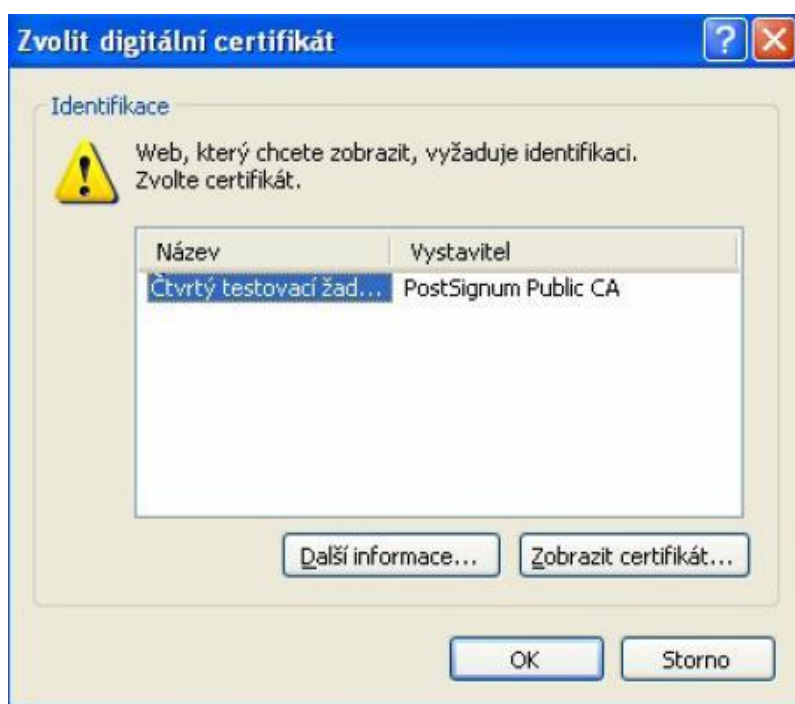 Zvolit digitální certifikát
Identifikace
Web, který chcete zobrazit, vyžaduje identifikaci.
Zvolte certifikát.
Název Vystavitel
Čtvrtý testovací žad... PostSignum Public CA
Další informace... Zobrazit certifikát...
OK Storno